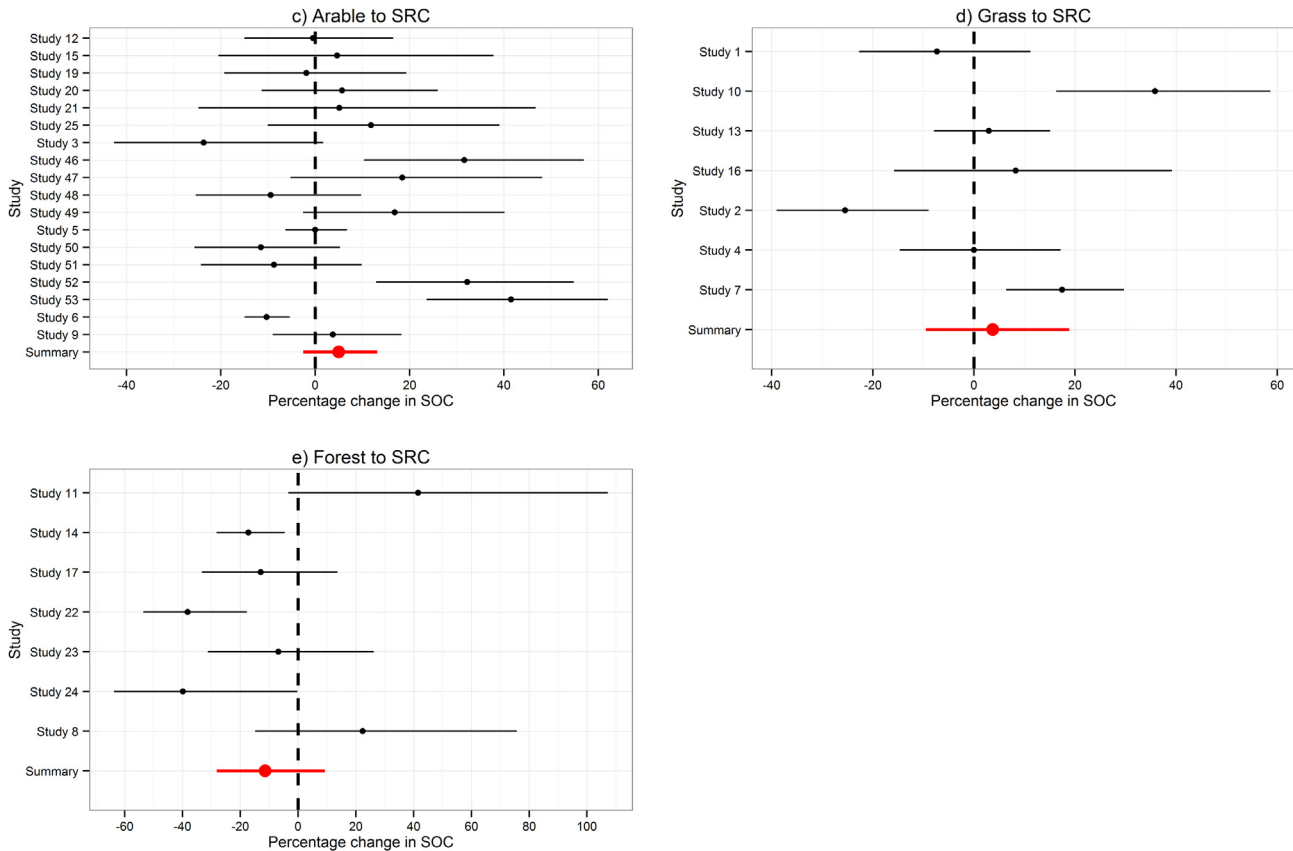 c) Arable to SRC
Study
Study 12
Study 15
Study 19
Study 20
Study 21
Study 25
Study 3
Study 46
Study 47
Study 48
Study 49
Study 5
Study 50
Study 51
Study 52
Study 53
Study 6
Study 9
Summary
-40 -20 0 20 40 60
Percentage change in SOC
d) Grass to SRC
Study
Study 1
Study 10
Study 13
Study 16
Study 2
Study 4
Study 7
Summary
-40 -20 0 20 40 60
Percentage change in SOC
e) Forest to SRC
Study
Study 11
Study 14
Study 17
Study 22
Study 23
Study 24
Study 8
Summary
-60 -40 -20 0 20 40 60 80 100
Percentage change in SOC